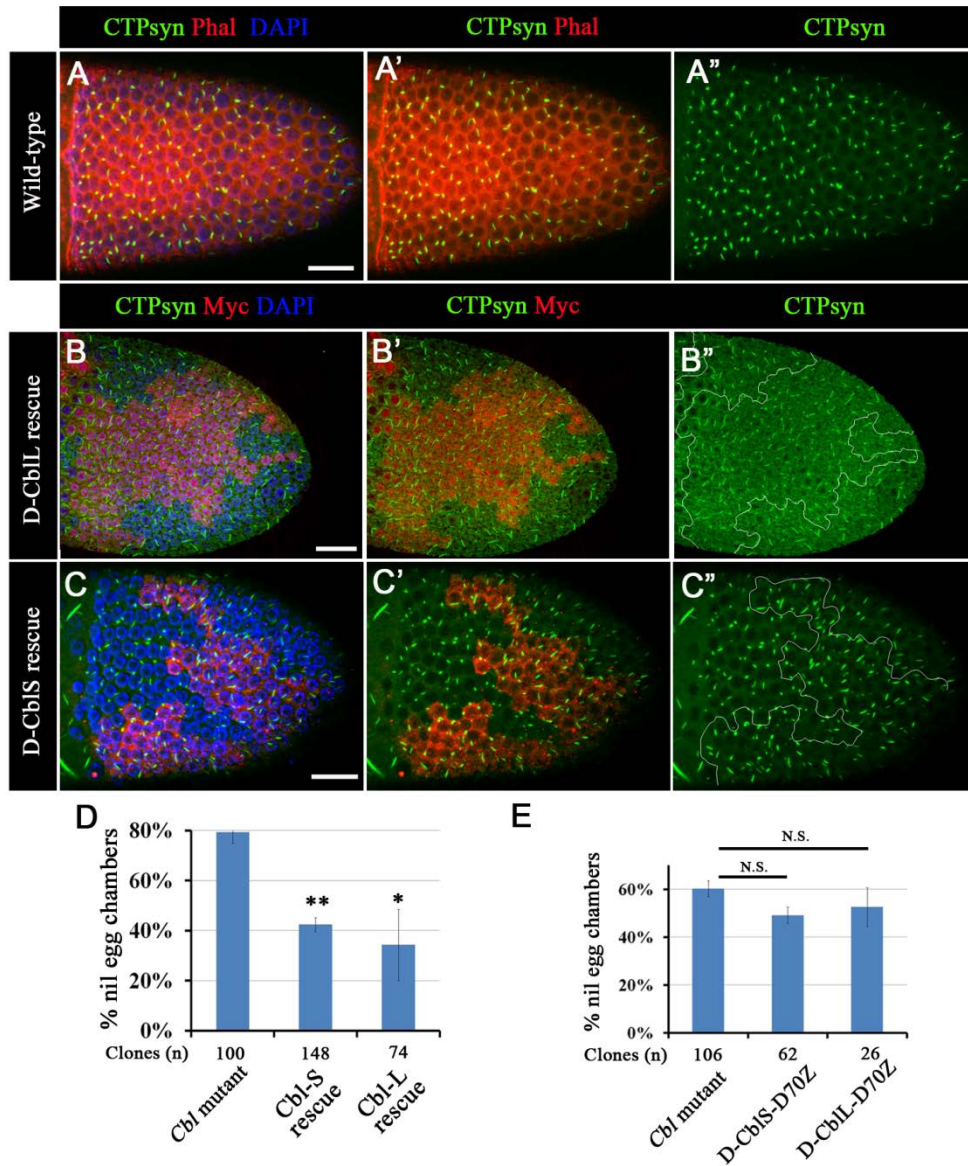 CTPsyn Phal DAPI
CTPsyn Phal
CTPsyn
Wild-type
A
A'
A"
CTPsyn Myc DAPI
CTPsyn Myc
CTPsyn
D-CblL rescue
B
B'
B"
D-CblS rescue
C
C'
C"
D
% nil egg chambers
80%
60%
40%
20%
0%
**
*
Clones (n) 100 148 74
Cbl mutant
Cbl-S rescue
Cbl-L rescue
E
% nil egg chambers
60%
40%
20%
0%
N.S.
N.S.
Clones (n) 106 62 26
Cbl mutant
D-CblS-D70Z
D-CblL-D70Z